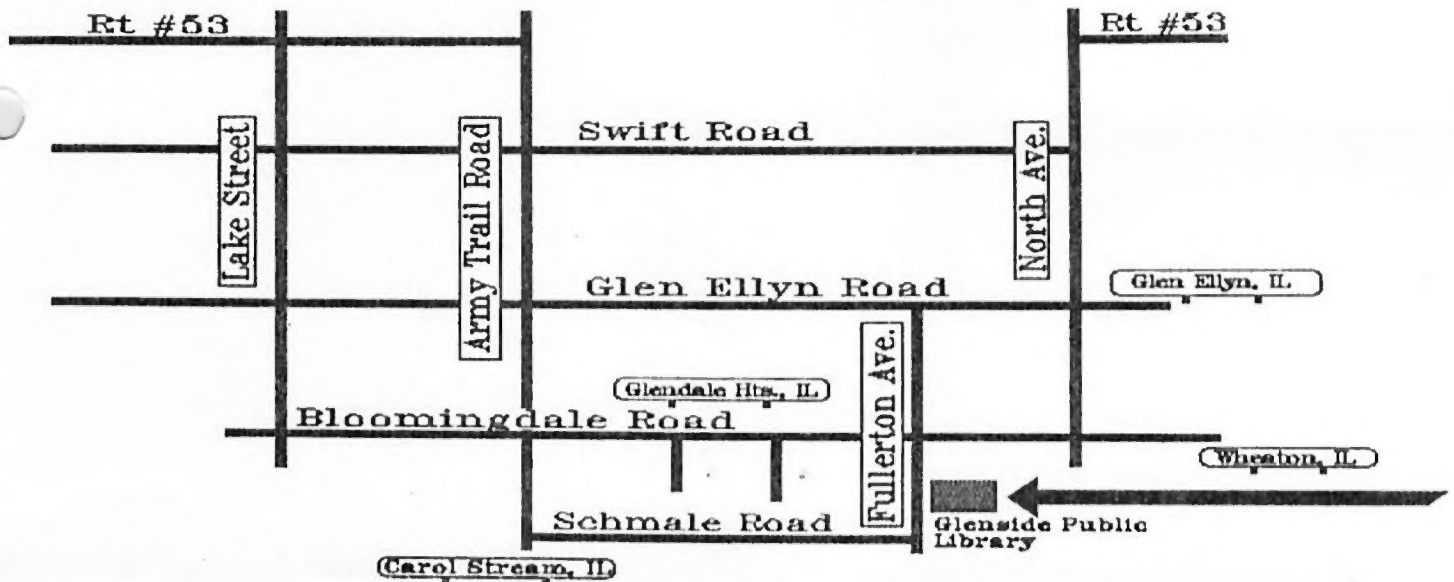 Rt #53
Rt #53
Swift Road
Lake Street
Army Trail Road
North Ave.
Glen Ellyn Road
Glen Ellyn, IL
Fullerton Ave.
Glendale Hts., IL
Bloomingdale Road
Wheaton, IL
Schmale Road
Glenside Public
Library
Carol Stream, IL